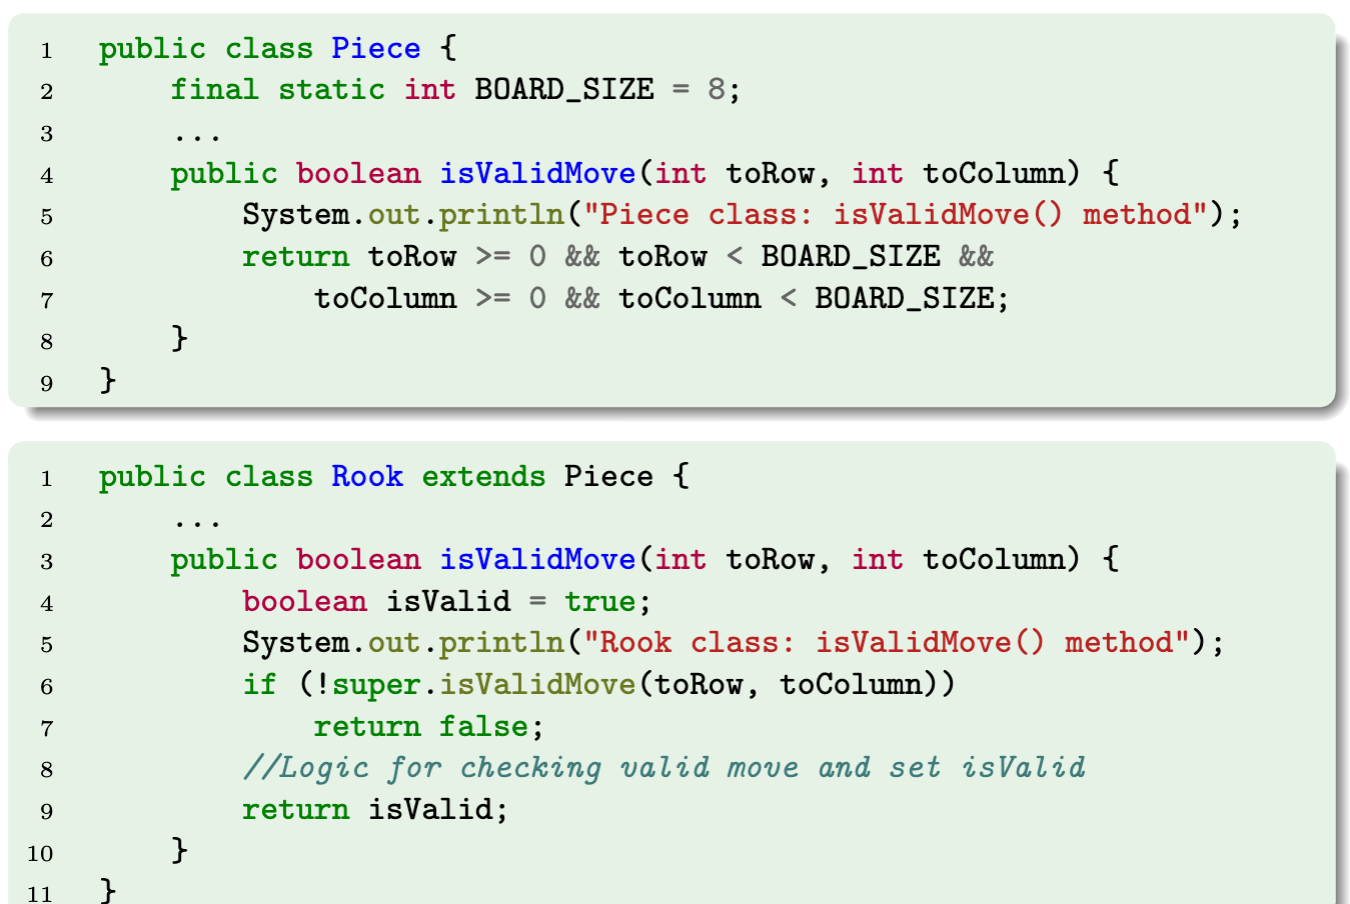 1 public class Piece {
2 final static int BOARD_SIZE = 8;
3 ...
4 public boolean isValidMove(int toRow, int toColumn) {
5 System.out.println("Piece class: isValidMove() method");
6 return toRow >= 0 && toRow < BOARD_SIZE &&
7 toColumn >= 0 && toColumn < BOARD_SIZE;
8 }
9 }
1 public class Rook extends Piece {
2 ...
3 public boolean isValidMove(int toRow, int toColumn) {
4 boolean isValid = true;
5 System.out.println("Rook class: isValidMove() method");
6 if (!super.isValidMove(toRow, toColumn))
7 return false;
8 //Logic for checking valid move and set isValid
9 return isValid;
10 }
11 }